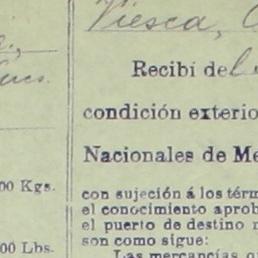 Viesca,
Recibí del
condición exterio
Nacionales de Me
00 Kgs.
con sujeción á los térm
el conocimiento aprob
el puerto de destino
son como sigue:
00 Lbs.
Las mercancías